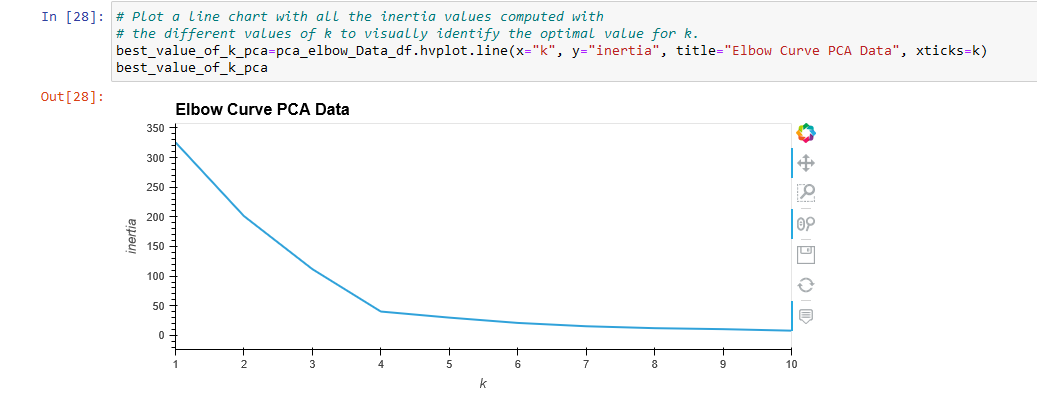 In [28]: # Plot a line chart with all the inertia values computed with
# the different values of k to visually identify the optimal value for k.
best_value_of_k_pca=pca_elbow_Data_df.hvplot.line(x="k", y="inertia", title="Elbow Curve PCA Data", xticks=k)
best_value_of_k_pca
Out[28]:
Elbow Curve PCA Data
350
300
250
200
150
100
50
0
inertia
1 2 3 4 5 6 7 8 9 10
k